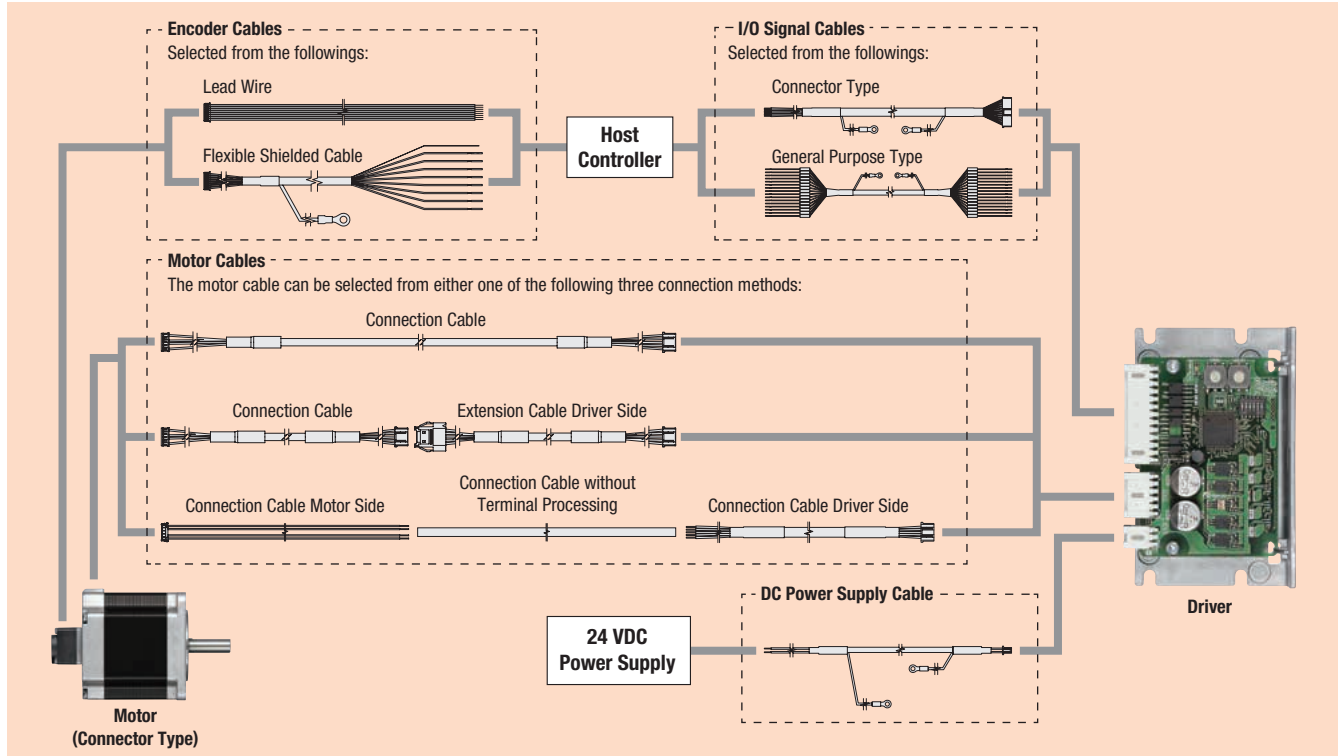 Encoder Cables
Selected from the followings:
Lead Wire
Flexible Shielded Cable
Host
Controller
I/O Signal Cables
Selected from the followings:
Connector Type
General Purpose Type
Motor Cables
The motor cable can be selected from either one of the following three connection methods:
Connection Cable
Connection Cable
Extension Cable Driver Side
Connection Cable Motor Side
Connection Cable without
Terminal Processing
Connection Cable Driver Side
Driver
DC Power Supply Cable
24 VDC
Power Supply
Motor
(Connector Type)